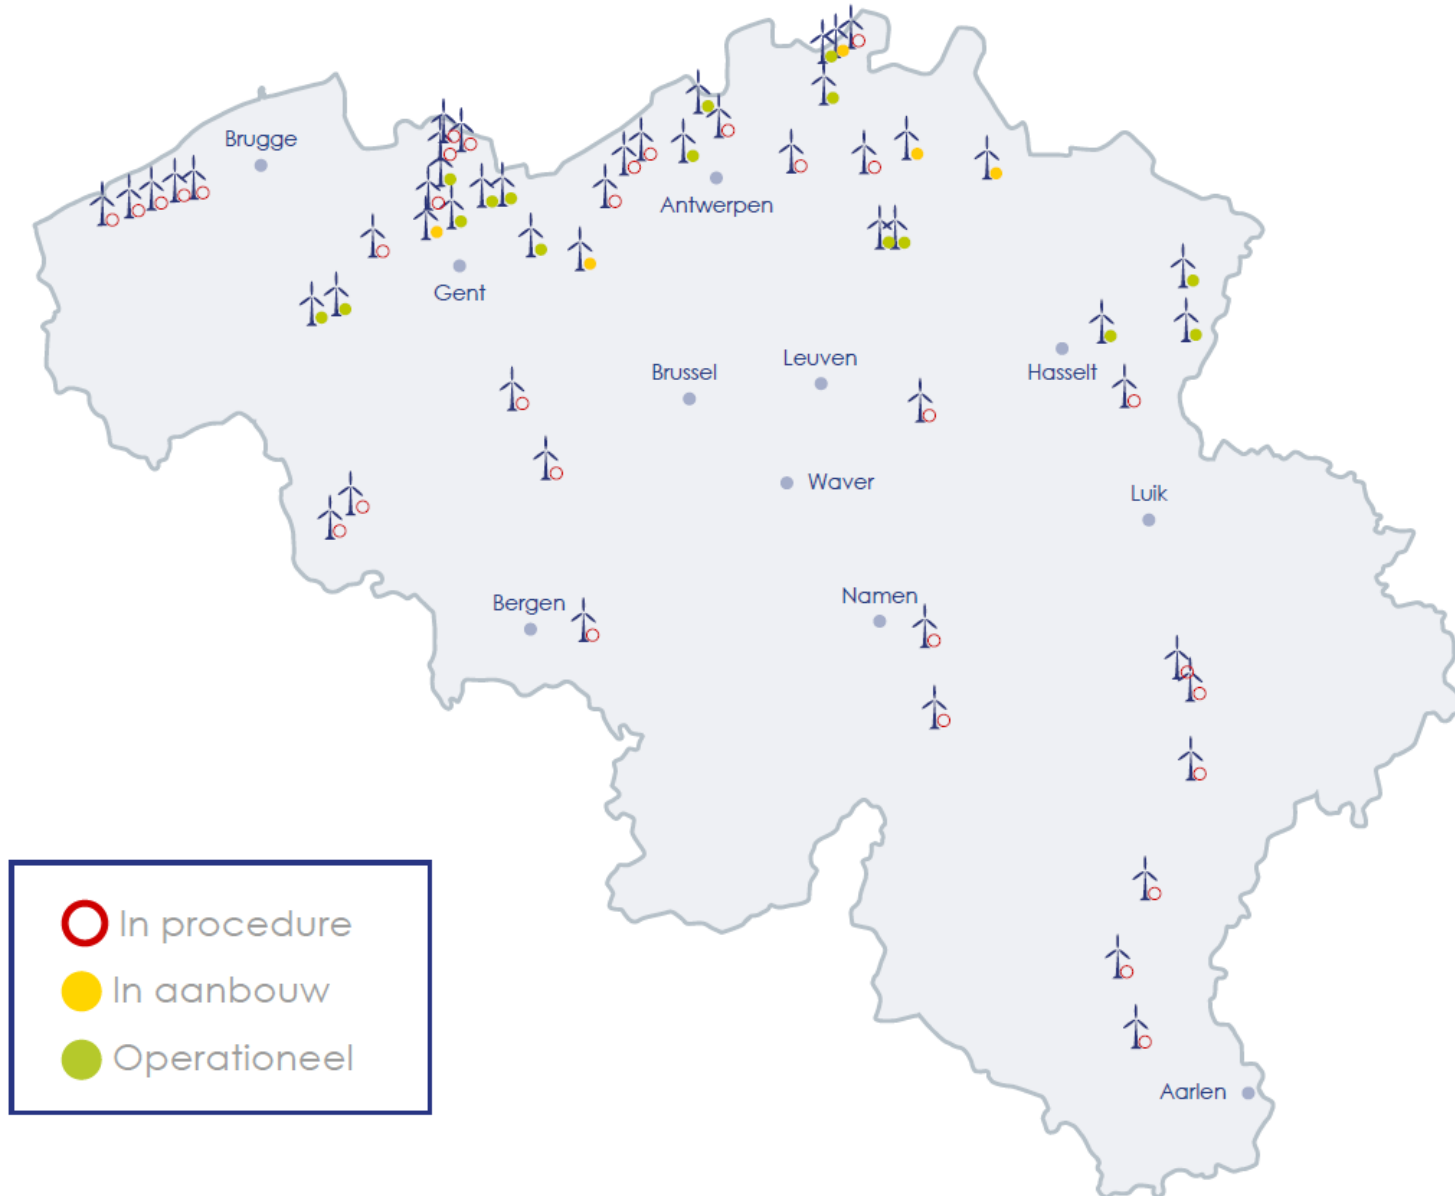 Brugge
Antwerpen
Gent
Leuven
Brussel
Hasselt
Waver
Luik
Namen
Bergen
Aarlen
In procedure
In aanbouw
Operationeel